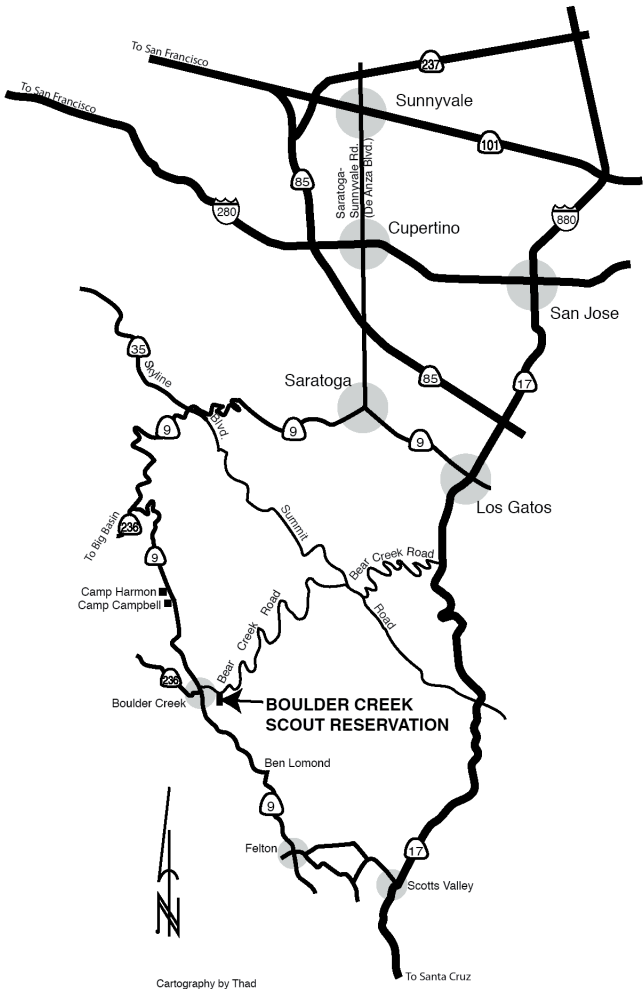 To San Francisco
237
To San Francisco
Sunnyvale
101
Saratoga-
Sunnyvale Rd.
(De Anza Blvd.)
85
280
880
Cupertino
San Jose
35
Skyline
Blvd.
Saratoga
85
17
9
9
9
Los Gatos
To Big Basin
236
Summit
Road
Bear Creek Road
9
Camp Harmon
Camp Campbell
Bear Creek Road
236
Boulder Creek
BOULDER CREEK
SCOUT RESERVATION
Ben Lomond
9
Felton
17
Scotts Valley
N
To Santa Cruz
Cartography by Thad